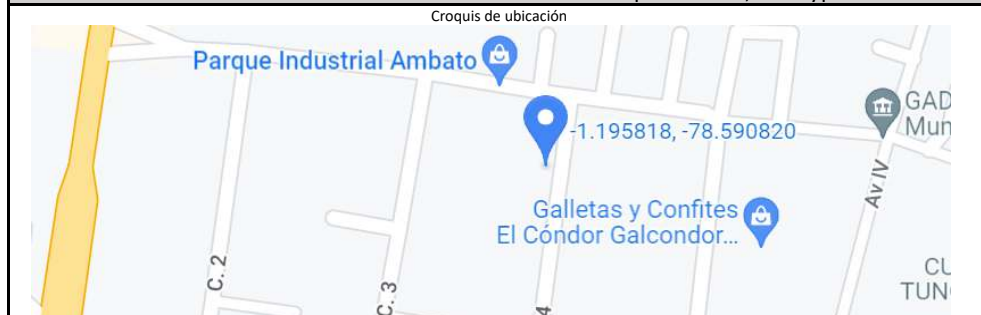 Croquis de ubicación
Parque Industrial Ambato
-1.195818, -78.590820
GAD
Mun
Av IV
Galletas y Confites
El Cóndor Galcondor...
C. 2
C. 3
4
CU
TUN